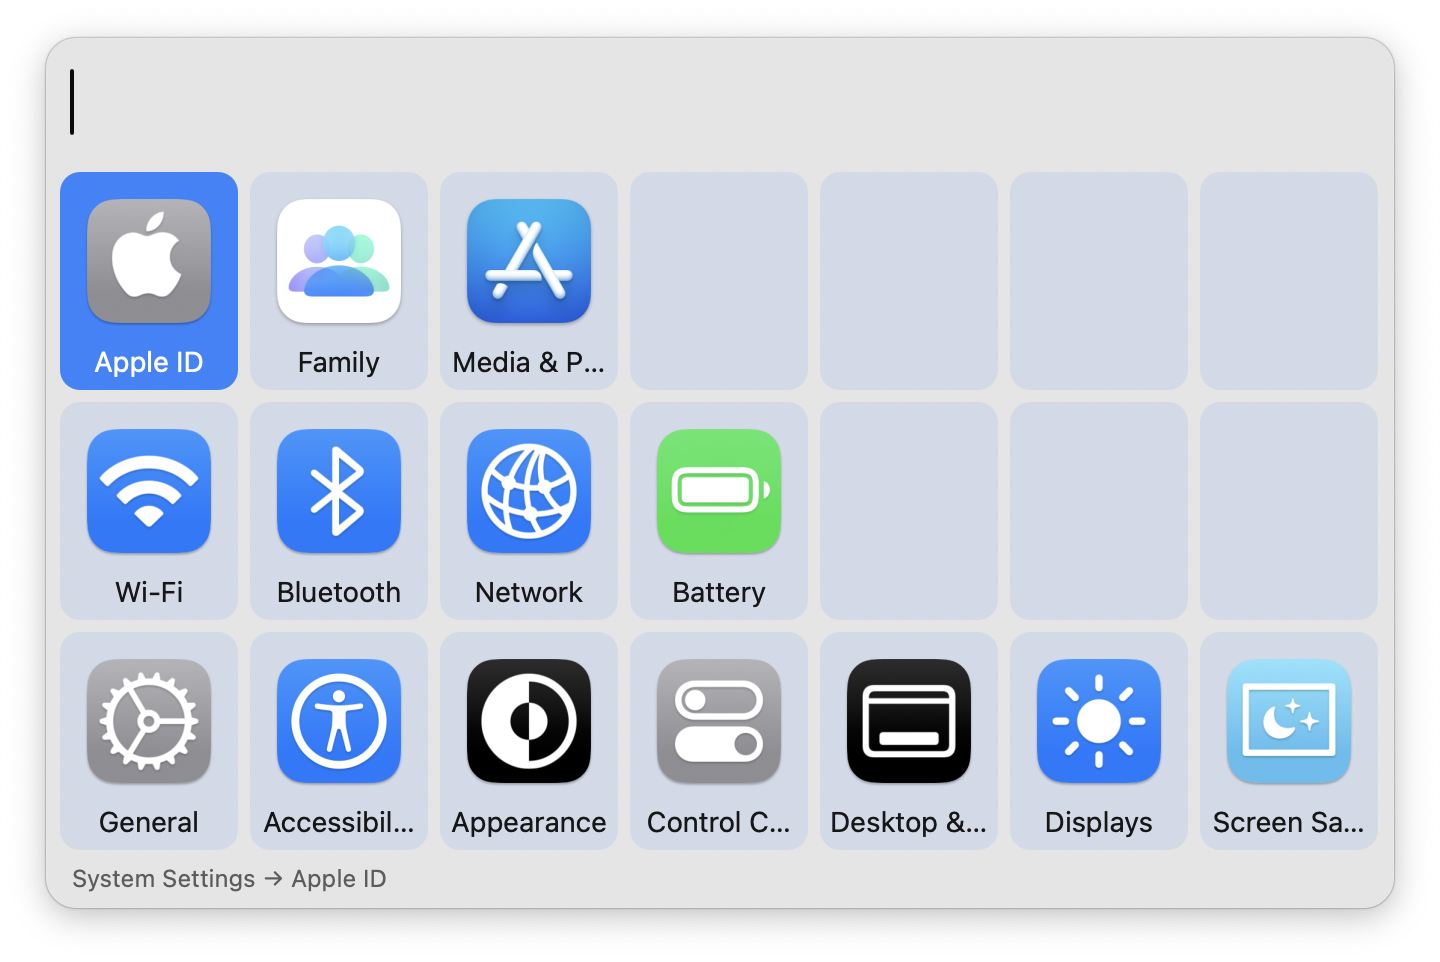 Apple ID
Family
Media & P...
Wi-Fi
Bluetooth
Network
Battery
General
Accessibil...
Appearance
Control C...
Desktop &...
Displays
Screen Sa...
System Settings → Apple ID